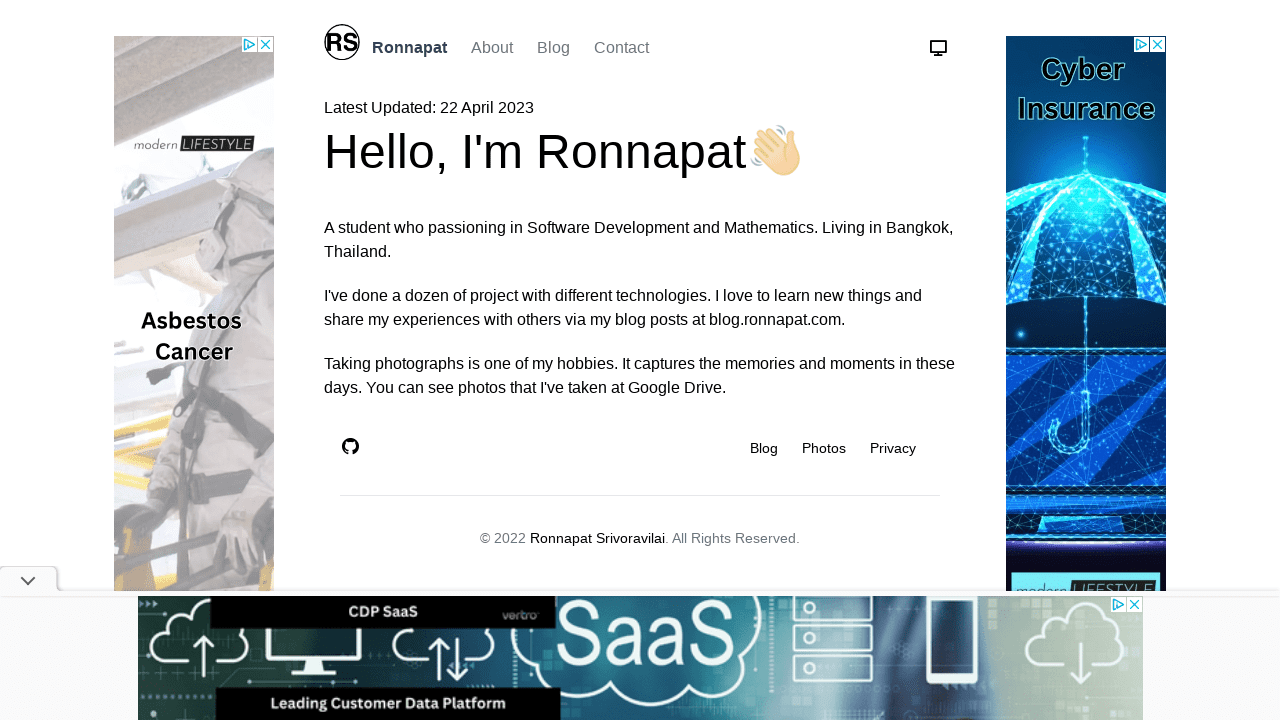 RS
Ronnapat About Blog Contact
Latest Updated: 22 April 2023
Hello, I'm Ronnapat👋🏼
A student who passioning in Software Development and Mathematics. Living in Bangkok,
Thailand.
I've done a dozen of project with different technologies. I love to learn new things and
share my experiences with others via my blog posts at blog.ronnapat.com.
Taking photographs is one of my hobbies. It captures the memories and moments in these
days. You can see photos that I've taken at Google Drive.
Blog Photos Privacy
© 2022 Ronnapat Srivoravilai. All Rights Reserved.
modern LIFESTYLE
Asbestos
Cancer
Cyber
Insurance
modern LIFESTYLE
CDP SaaS
vertro
SaaS
Leading Customer Data Platform